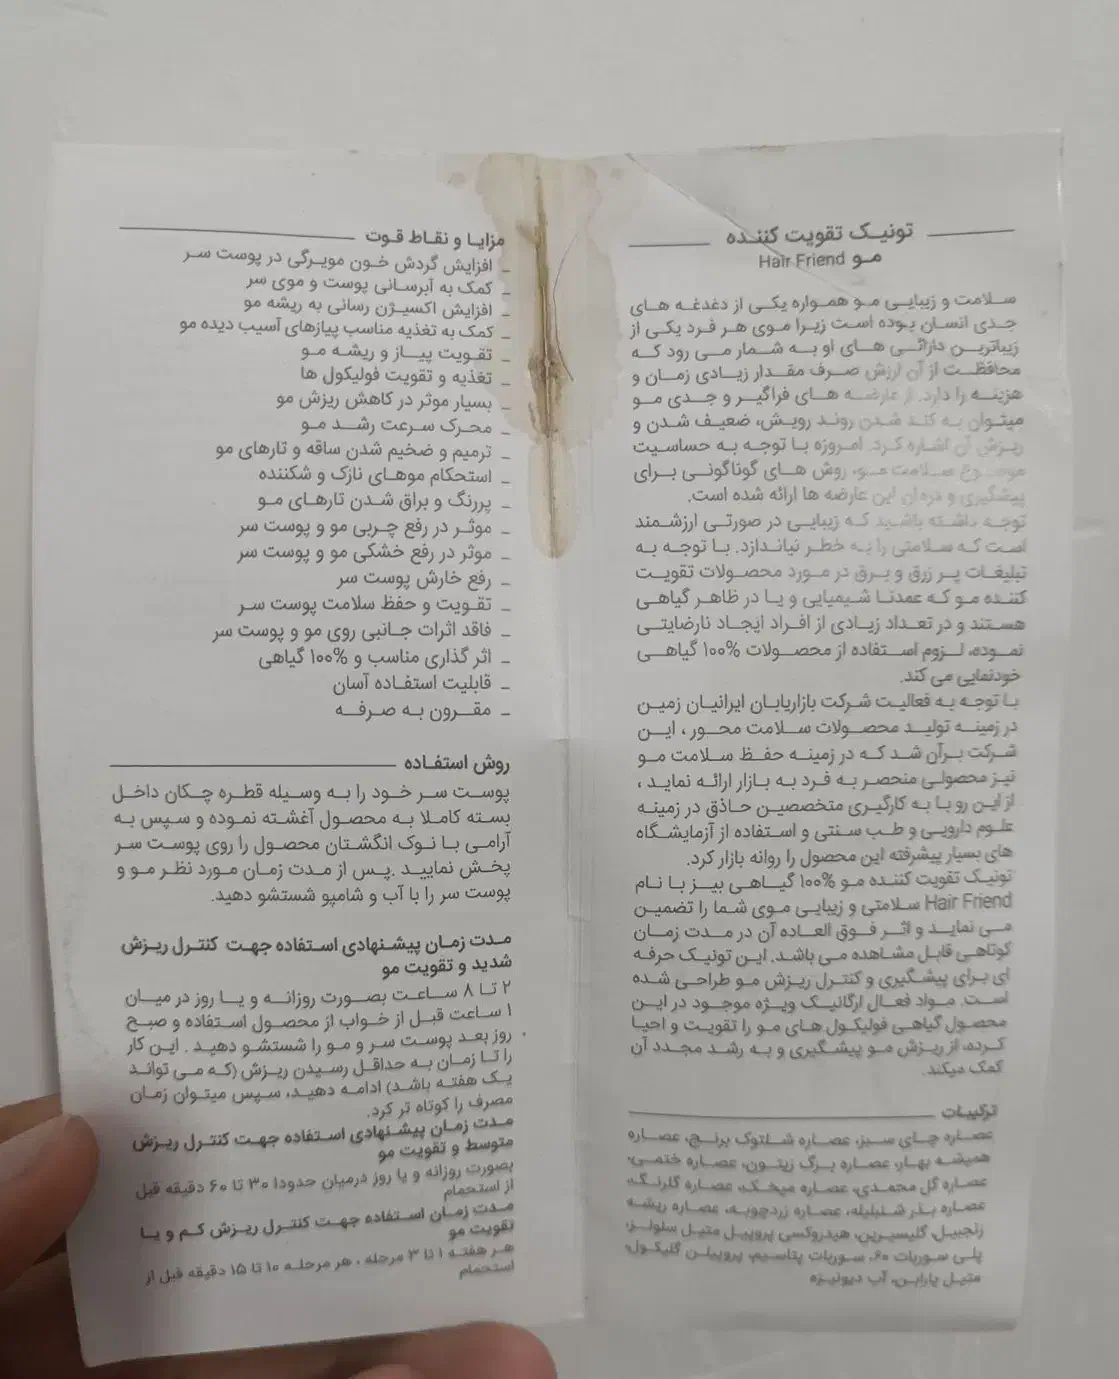 تونیک تقویت کننده
مو Hair Friend
سلامت و زیبایی مو همواره یکی از دغدغه های
جدی انسان بوده است زیرا موی هر فرد یکی از
زیباترین دارائی های او به شمار می رود که
محافظت از آن ارزش صرف مقدار زیادی زمان و
هزینه را دارد. از عارضه های فراگیر و جدی مو
میتوان به کند شدن روند رویش، ضعیف شدن و
ریزش آن اشاره کرد. امروزه با توجه به حساسیت
موضوع سلامت مو، روش های گوناگونی برای
پیشگیری و درمان این عارضه ها ارائه شده است.
توجه داشته باشید که زیبایی در صورتی ارزشمند
است که سلامتی را به خطر نیاندازد. با توجه به
تبلیغات پر زرق و برق در مورد محصولات تقویت
کننده مو که عمدتا شیمیایی و یا در ظاهر گیاهی
هستند و در تعداد زیادی از افراد ایجاد نارضایتی
نموده، لزوم استفاده از محصولات ۱۰۰% گیاهی
خودنمایی می کند.
با توجه به فعالیت شرکت بازاریابان ایرانیان زمین
در زمینه تولید محصولات سلامت محور ، این
شرکت برآن شد که در زمینه حفظ سلامت مو
نیز محصولی منحصر به فرد به بازار ارائه نماید ،
از این رو با به کارگیری متخصصین حاذق در زمینه
علوم دارویی و طب سنتی و استفاده از آزمایشگاه
های بسیار پیشرفته این محصول را روانه بازار کرد.
تونیک تقویت کننده مو ۱۰۰% گیاهی بیز با نام
Hair Friend سلامتی و زیبایی موی شما را تضمین
می نماید و اثر فوق العاده آن در مدت زمان
کوتاهی قابل مشاهده می باشد. این تونیک حرفه
ای برای پیشگیری و کنترل ریزش مو طراحی شده
است. مواد فعال ارگانیک ویژه موجود در این
محصول گیاهی فولیکول های مو را تقویت و احیا
کرده، از ریزش مو پیشگیری و به رشد مجدد آن
کمک میکند.
ترکیبات
عصاره چای سبز، عصاره شلتوک برنج، عصاره
همیشه بهار، عصاره برگ زیتون، عصاره ختمی،
عصاره گل محمدی، عصاره میخک، عصاره گلرنگ،
عصاره بذر شنبلیله، عصاره زردچوبه، عصاره ریشه
زنجبیل، گلیسیرین، هیدروکسی پروپیل متیل سلولز،
پلی سوربات ۶۰، سوربات پتاسیم، پروپیلن گلیکول،
متیل پارابن، آب دیونیزه
مزایا و نقاط قوت
_ افزایش گردش خون مویرگی در پوست سر
_ کمک به آبرسانی پوست و موی سر
_ افزایش اکسیژن رسانی به ریشه مو
_ کمک به تغذیه مناسب پیازهای آسیب دیده مو
_ تقویت پیاز و ریشه مو
_ تغذیه و تقویت فولیکول ها
_ بسیار موثر در کاهش ریزش مو
_ محرک سرعت رشد مو
_ ترمیم و ضخیم شدن ساقه و تارهای مو
_ استحکام موهای نازک و شکننده
_ پررنگ و براق شدن تارهای مو
_ موثر در رفع چربی مو و پوست سر
_ موثر در رفع خشکی مو و پوست سر
_ رفع خارش پوست سر
_ تقویت و حفظ سلامت پوست سر
_ فاقد اثرات جانبی روی مو و پوست سر
_ اثر گذاری مناسب و ۱۰۰% گیاهی
_ قابلیت استفاده آسان
_ مقرون به صرفه
روش استفاده
پوست سر خود را به وسیله قطره چکان داخل
بسته کاملا به محصول آغشته نموده و سپس به
آرامی با نوک انگشتان محصول را روی پوست سر
پخش نمایید .پس از مدت زمان مورد نظر مو و
پوست سر را با آب و شامپو شستشو دهید.
مدت زمان پیشنهادی استفاده جهت کنترل ریزش
شدید و تقویت مو
۲ تا ۸ ساعت بصورت روزانه و یا روز در میان
۱ ساعت قبل از خواب از محصول استفاده و صبح
روز بعد پوست سر و مو را شستشو دهید . این کار
را تا زمان به حداقل رسیدن ریزش (که می تواند
یک هفته باشد) ادامه دهید، سپس میتوان زمان
مصرف را کوتاه تر کرد.
مدت زمان پیشنهادی استفاده جهت کنترل ریزش
متوسط و تقویت مو
بصورت روزانه و یا روز درمیان حدودا ۳۰ تا ۶۰ دقیقه قبل
از استحمام
مدت زمان استفاده جهت کنترل ریزش کم و یا
تقویت مو
هر هفته ۱ تا ۳ مرحله ، هر مرحله ۱۰ تا ۱۵ دقیقه قبل از
استحمام